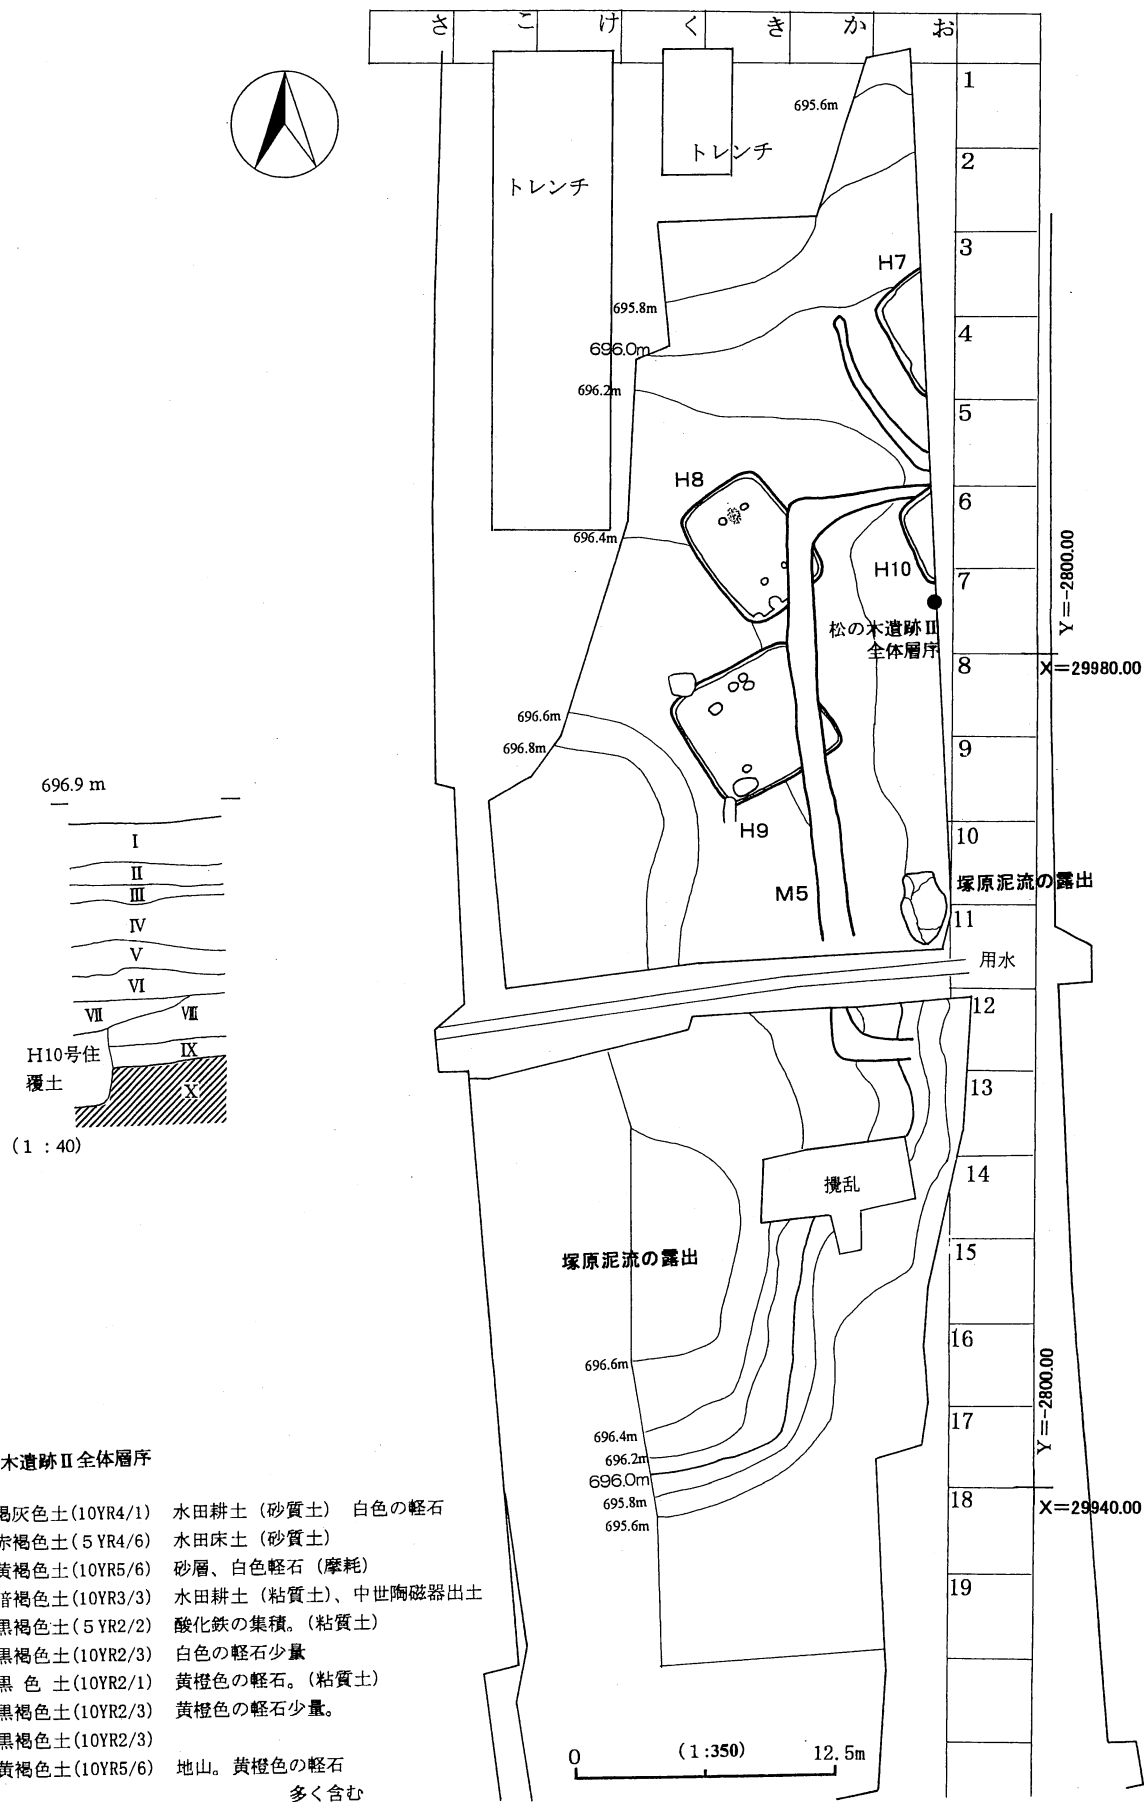 さ こ け く き か お
1
695.6m
トレンチ
2
トレンチ
3
H7
695.8m
4
696.0m
696.2m
5
H8
6
696.4m
H10
7
Y=-2800.00
松の木遺跡Ⅱ
全体層序
8
X=29980.00
696.6m
9
696.8m
696.9 m
H9
10
I
II
III
IV
V
VI
VII
VIII
IX
X
H10号住
覆土
(1 : 40)
M5
塚原泥流の露出
11
用水
12
13
14
攪乱
15
塚原泥流の露出
16
696.6m
Y=-2800.00
17
696.4m
696.2m
696.0m
695.8m
695.6m
18
X=29940.00
19
木遺跡Ⅱ全体層序
褐灰色土(10YR4/1) 水田耕土(砂質土) 白色の軽石
赤褐色土(5YR4/6) 水田床土(砂質土)
黄褐色土(10YR5/6) 砂層、白色軽石(摩耗)
暗褐色土(10YR3/3) 水田耕土(粘質土)、中世陶磁器出土
黒褐色土(5YR2/2) 酸化鉄の集積。(粘質土)
黒褐色土(10YR2/3) 白色の軽石少量
黒 色 土(10YR2/1) 黄橙色の軽石。(粘質土)
黒褐色土(10YR2/3) 黄橙色の軽石少量。
黒褐色土(10YR2/3)
黄褐色土(10YR5/6) 地山。黄橙色の軽石
多く含む
0 (1:350) 12.5m